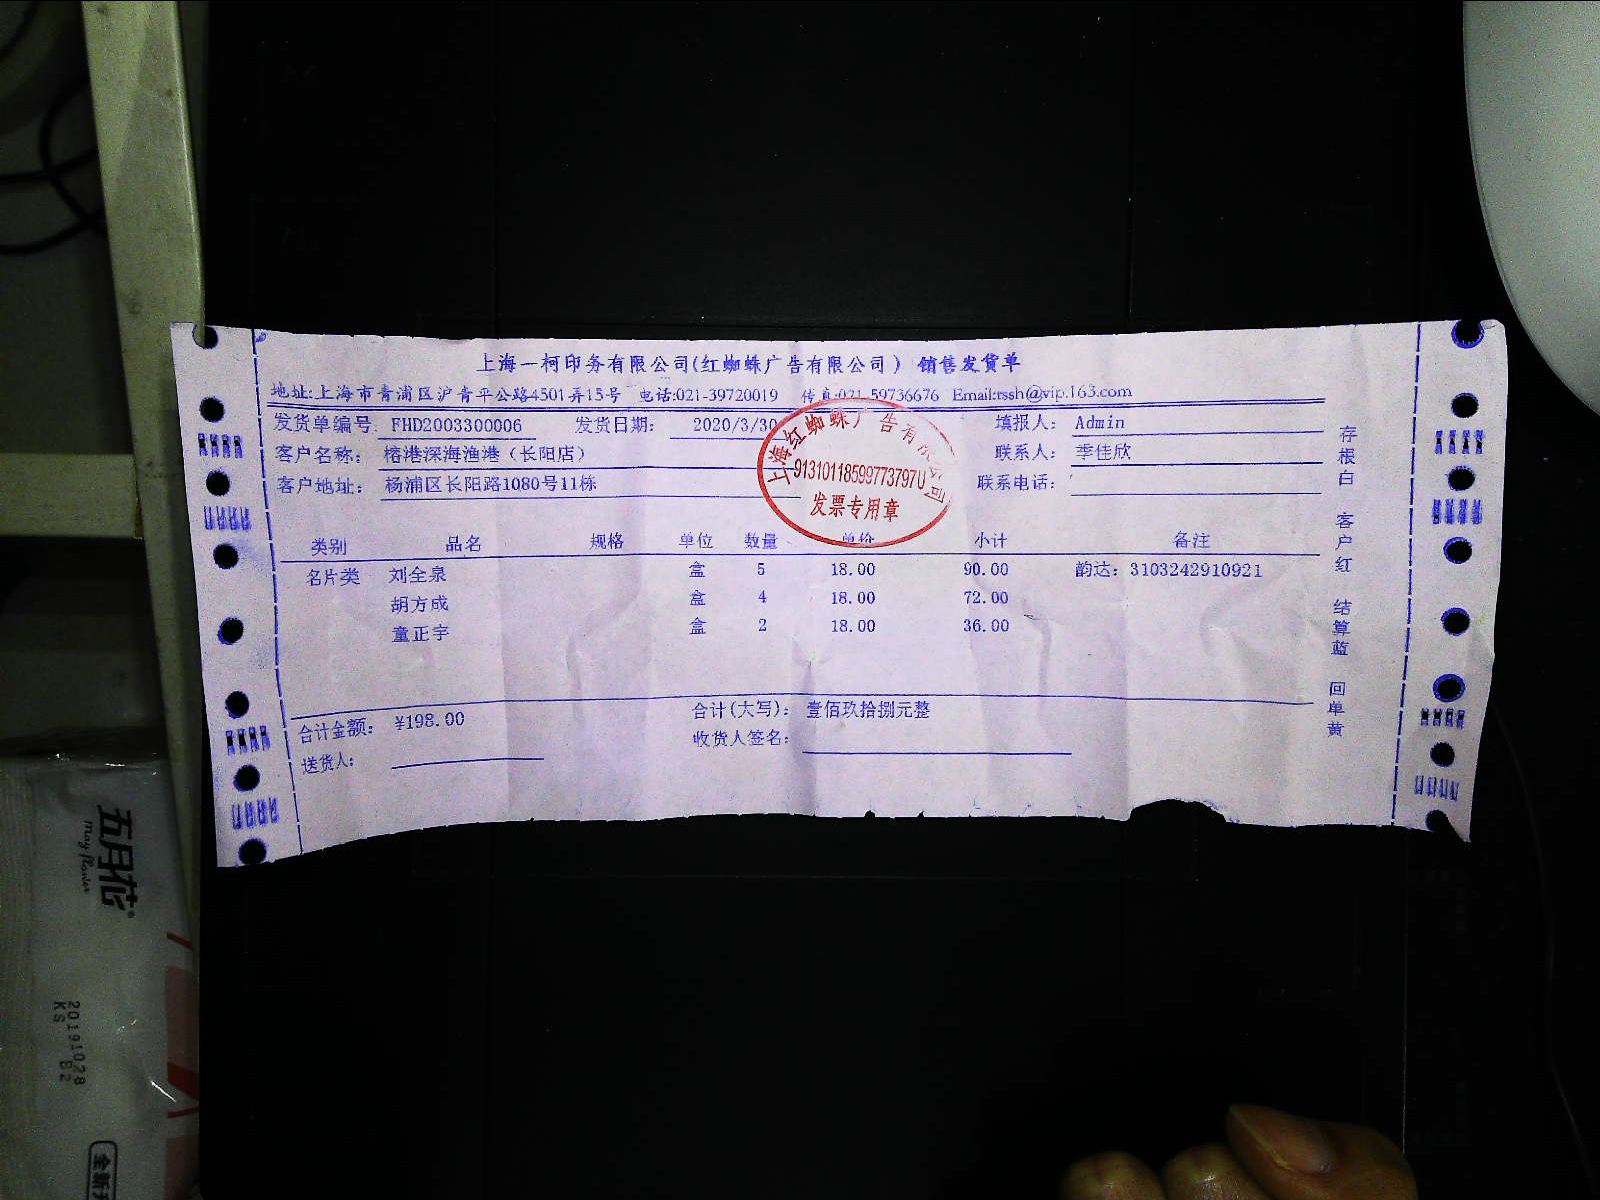 上海一柯印务有限公司(红蜘蛛广告有限公司) 销售发货单
地址:上海市青浦区沪青平公路4501弄15号 电话:021-39720019 传真:021-59736676 Email:rssh@vip.163.com
发货单编号: FHD2003300006 发货日期: 2020/3/30 填报人: Admin
客户名称: 榕港深海渔港（长阳店） 联系人: 季佳欣
客户地址: 杨浦区长阳路1080号11栋 联系电话:
上海红蜘蛛广告有限公司
91310118599773797U
发票专用章
类别 品名 规格 单位 数量 单价 小计 备注
名片类 刘全泉 盒 5 18.00 90.00 韵达: 3103242910921
胡方成 盒 4 18.00 72.00
童正宇 盒 2 18.00 36.00
合计金额: ¥198.00 合计(大写): 壹佰玖拾捌元整
送货人: 收货人签名:
存根白 客户红 结算蓝 回单黄
五月花
May flower
20191028
KS B2
全新